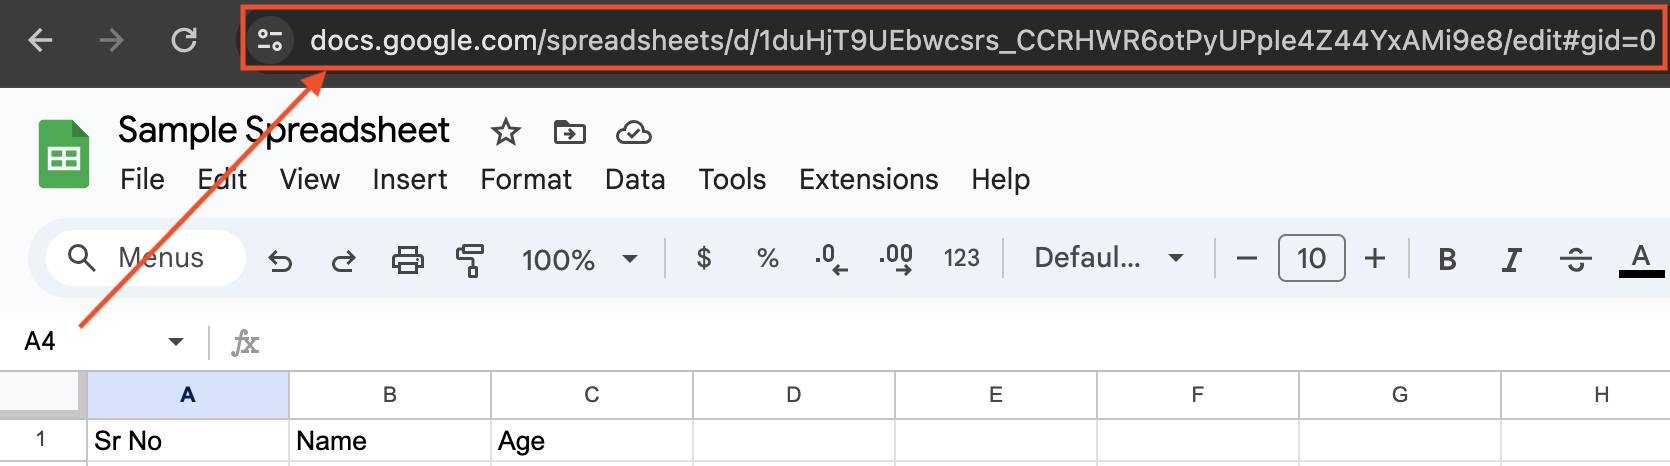 docs.google.com/spreadsheets/d/1duHjT9UEbwcsrs_CCRHWR6otPyUPpIe4Z44YxAMi9e8/edit#gid=0
Sample Spreadsheet
File Edit View Insert Format Data Tools Extensions Help
Menus 100% $ % .0 .00 123 Defaul... − 10 + B I S A
A4 fx
A B C D E F G H
1 Sr No Name Age